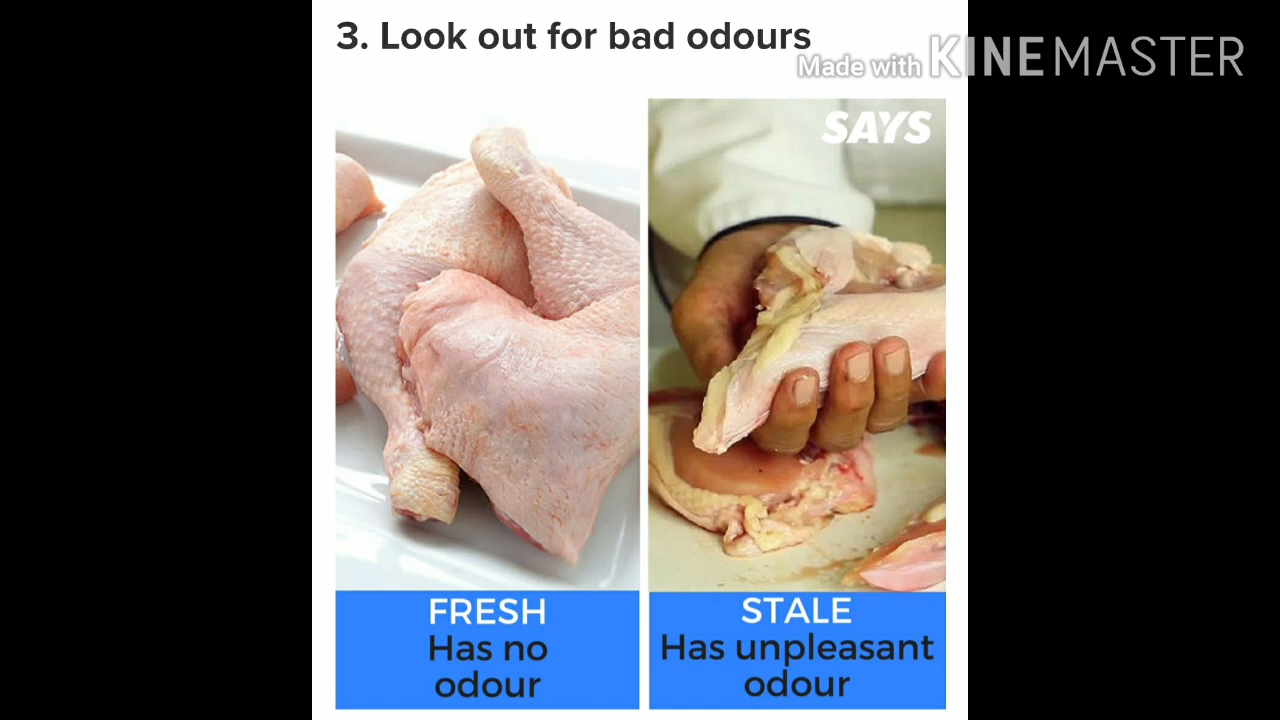 3. Look out for bad odours
Made with KINEMASTER
SAYS
FRESH
Has no
odour
STALE
Has unpleasant
odour